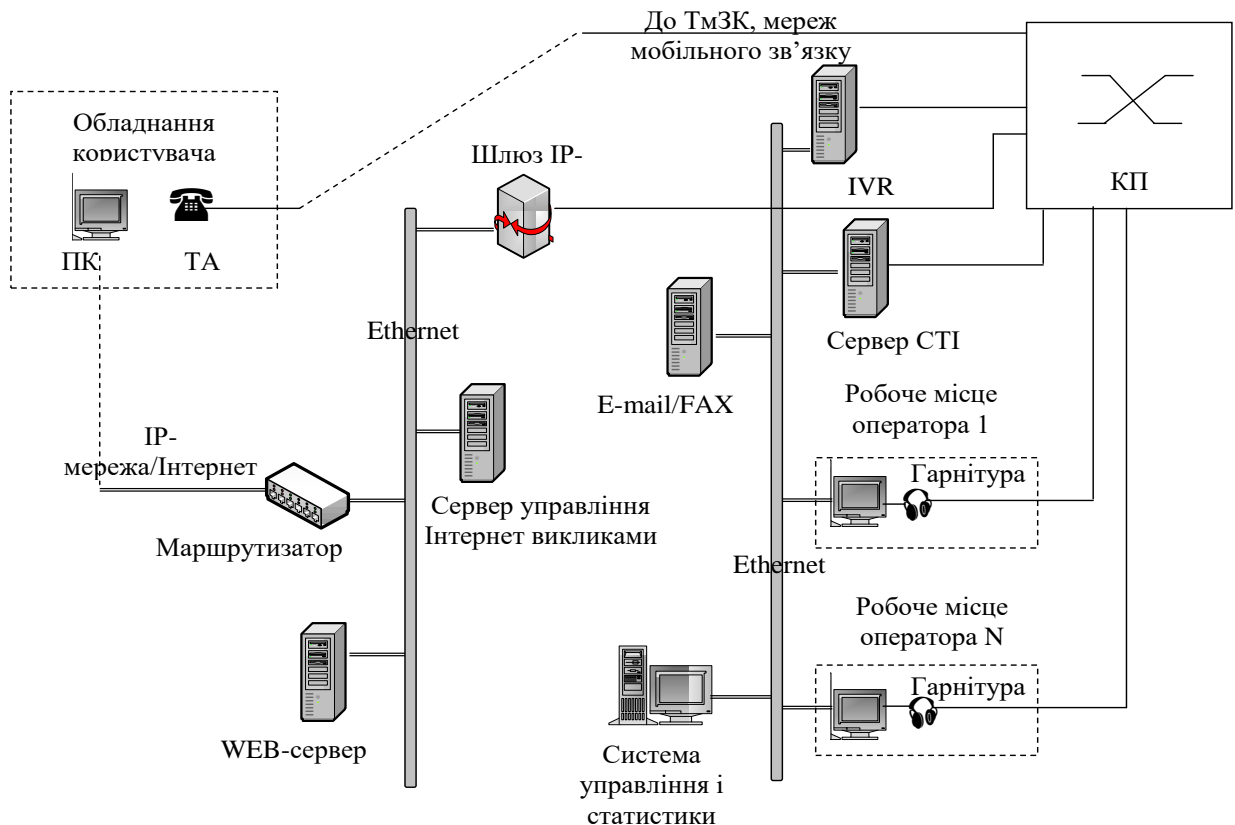 До ТмЗК, мереж
мобільного зв’язку
Обладнання
користувача
ПК
ТА
Шлюз IP-
IVR
КП
Ethernet
Сервер CTI
E-mail/FAX
Робоче місце
оператора 1
Гарнітура
IP-
мережа/Інтернет
Маршрутизатор
Сервер управління
Інтернет викликами
Ethernet
Робоче місце
оператора N
Гарнітура
WEB-сервер
Система
управління і
статистики